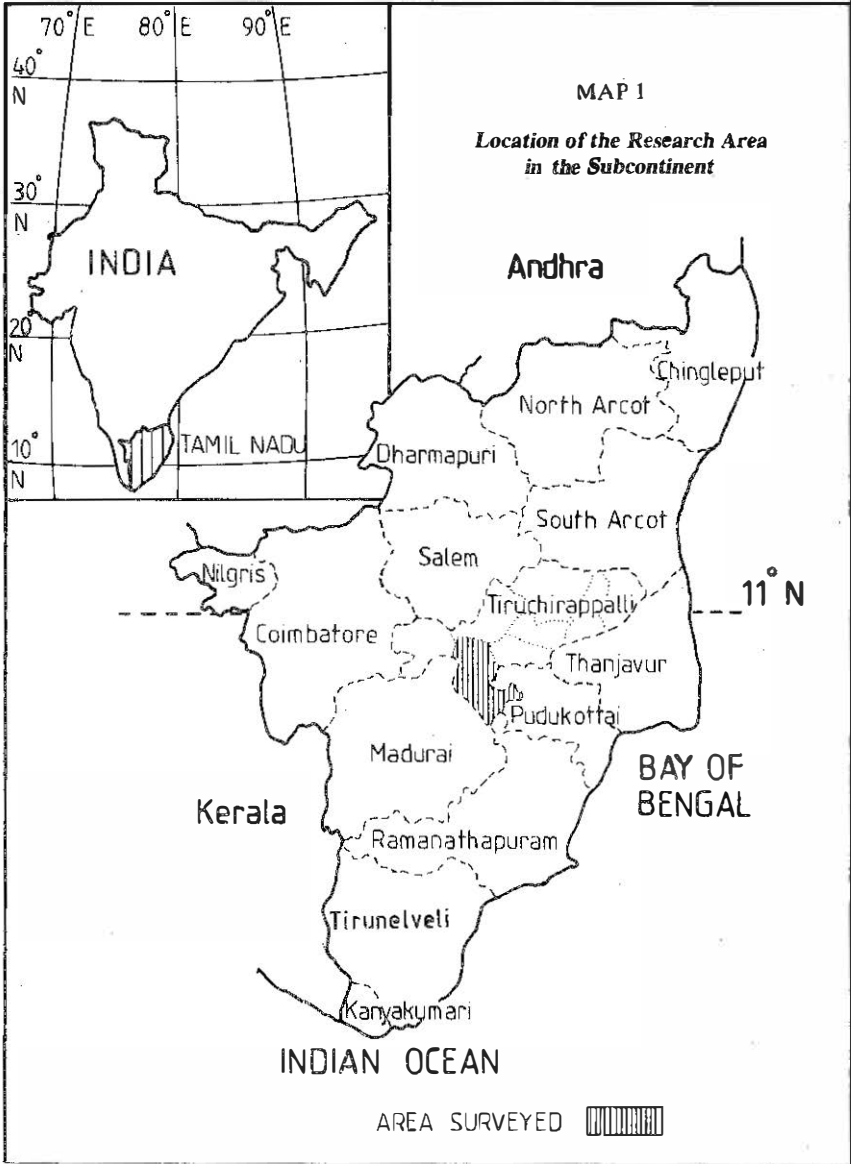 70° E 80° E 90° E
40° N
30° N
INDIA
20° N
TAMIL NADU
10° N
MAP 1
Location of the Research Area
in the Subcontinent
Andhra
Chingleput
North Arcot
Dharmapuri
South Arcot
Salem
Nilgris
Tiruchirappalli
11° N
Coimbatore
Thanjavur
Pudukottai
Madurai
BAY OF
BENGAL
Kerala
Ramanathapuram
Tirunelveli
Kanyakumari
INDIAN OCEAN
AREA SURVEYED